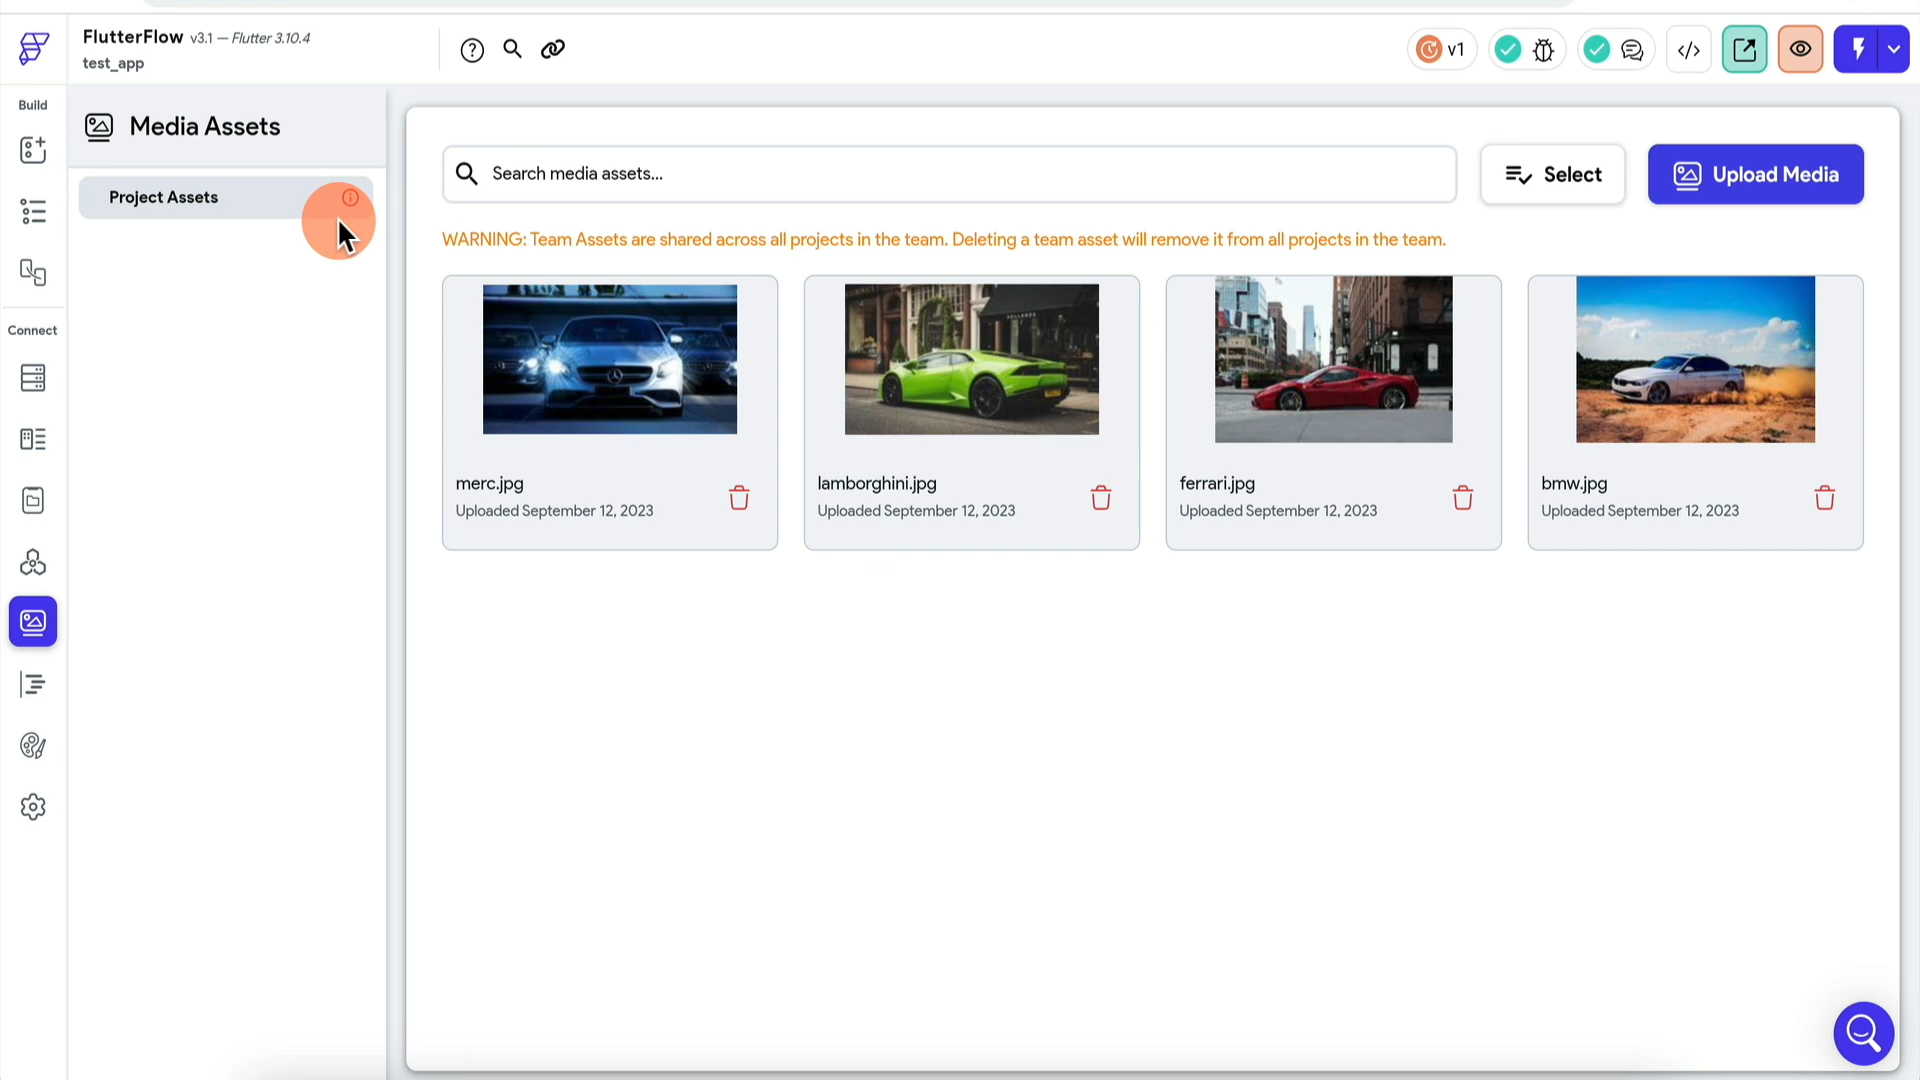 FlutterFlow v3.1 — Flutter 3.10.4
test_app
v1
Build
Connect
Media Assets
Project Assets
Search media assets...
Select
Upload Media
WARNING: Team Assets are shared across all projects in the team. Deleting a team asset will remove it from all projects in the team.
merc.jpg
Uploaded September 12, 2023
lamborghini.jpg
Uploaded September 12, 2023
ferrari.jpg
Uploaded September 12, 2023
bmw.jpg
Uploaded September 12, 2023